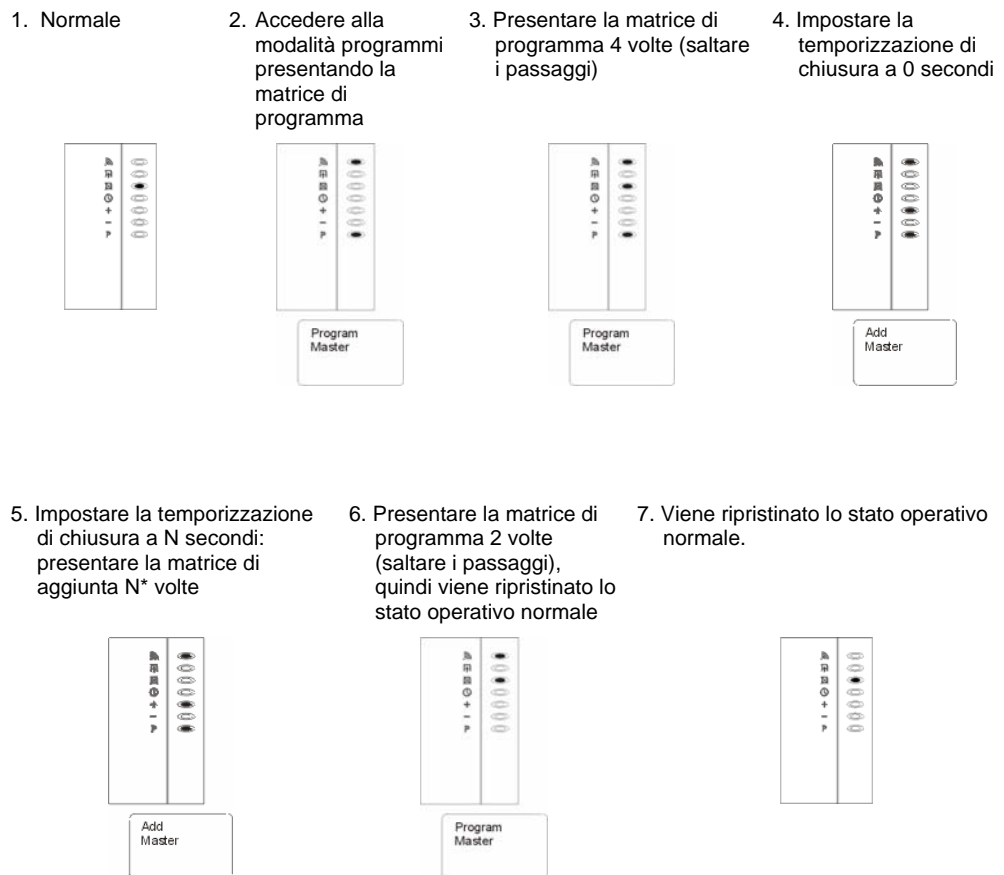 1. Normale
2. Accedere alla
modalità programmi
presentando la
matrice di
programma
3. Presentare la matrice di
programma 4 volte (saltare
i passaggi)
4. Impostare la
temporizzazione di
chiusura a 0 secondi
+
-
P
+
-
P
Program
Master
+
-
P
Program
Master
+
-
P
Add
Master
5. Impostare la temporizzazione
di chiusura a N secondi:
presentare la matrice di
aggiunta N* volte
6. Presentare la matrice di
programma 2 volte
(saltare i passaggi),
quindi viene ripristinato lo
stato operativo normale
7. Viene ripristinato lo stato operativo
normale.
+
-
P
Add
Master
+
-
P
Program
Master
+
-
P